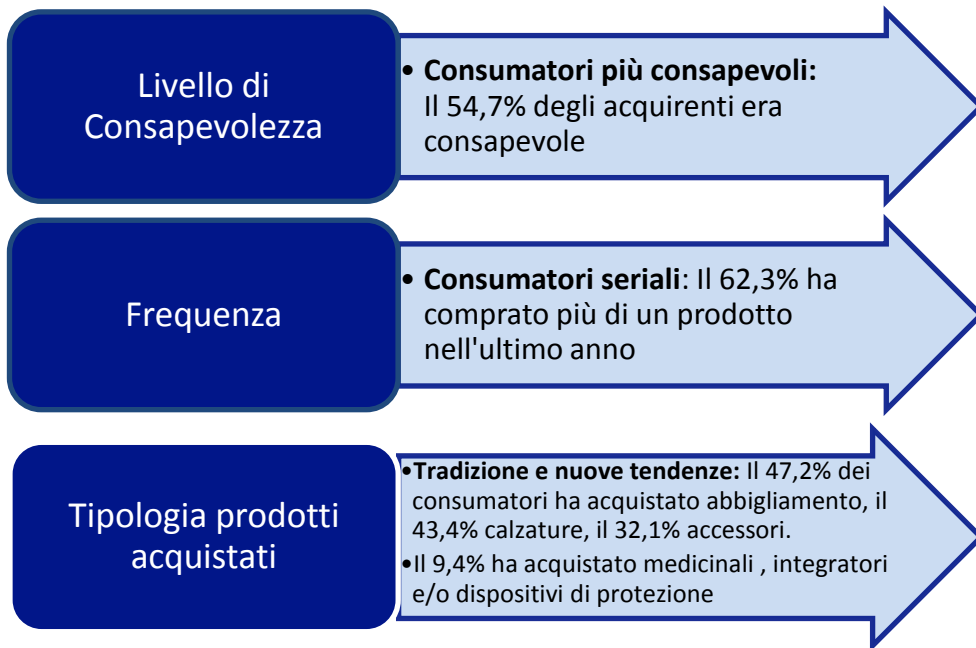 Livello di
Consapevolezza
• Consumatori più consapevoli:
Il 54,7% degli acquirenti era
consapevole
Frequenza
• Consumatori seriali: Il 62,3% ha
comprato più di un prodotto
nell'ultimo anno
Tipologia prodotti
acquistati
•Tradizione e nuove tendenze: Il 47,2% dei
consumatori ha acquistato abbigliamento, il
43,4% calzature, il 32,1% accessori.
•Il 9,4% ha acquistato medicinali , integratori
e/o dispositivi di protezione